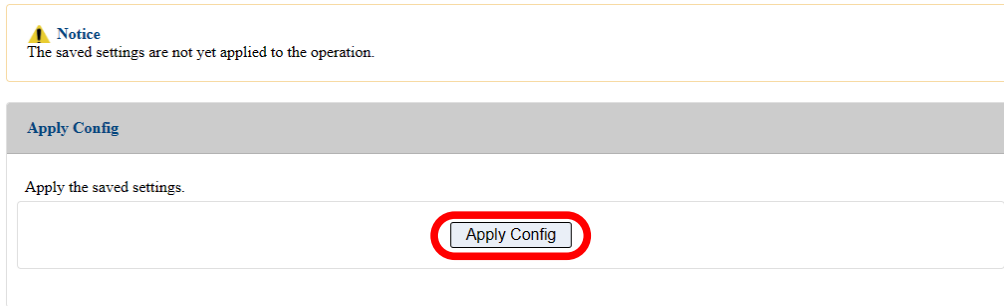 Notice
The saved settings are not yet applied to the operation.
Apply Config
Apply the saved settings.
Apply Config